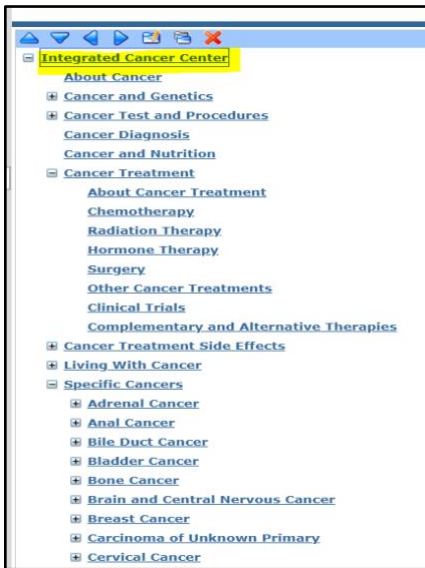 Integrated Cancer Center
About Cancer
Cancer and Genetics
Cancer Test and Procedures
Cancer Diagnosis
Cancer and Nutrition
Cancer Treatment
About Cancer Treatment
Chemotherapy
Radiation Therapy
Hormone Therapy
Surgery
Other Cancer Treatments
Clinical Trials
Complementary and Alternative Therapies
Cancer Treatment Side Effects
Living With Cancer
Specific Cancers
Adrenal Cancer
Anal Cancer
Bile Duct Cancer
Bladder Cancer
Bone Cancer
Brain and Central Nervous Cancer
Breast Cancer
Carcinoma of Unknown Primary
Cervical Cancer